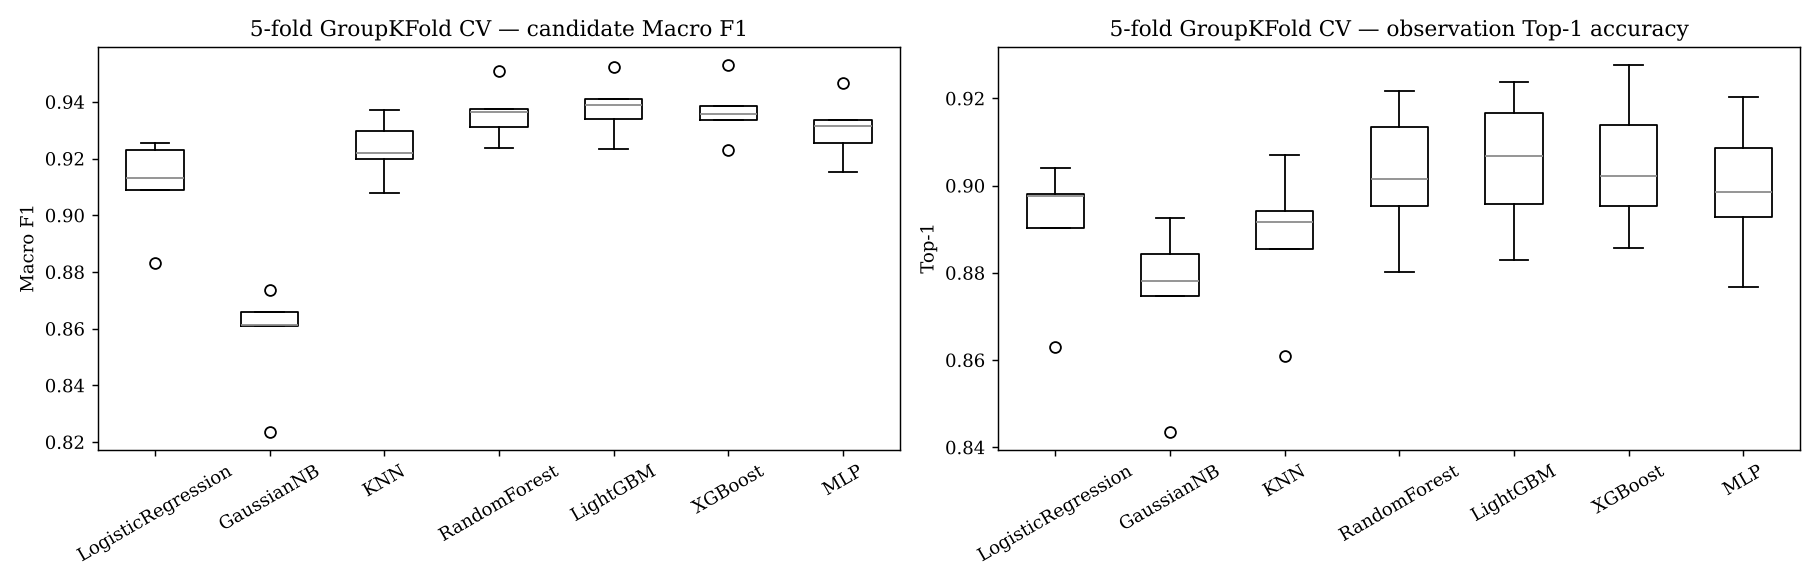 5-fold GroupKFold CV — candidate Macro F1
Macro F1
0.94
0.92
0.90
0.88
0.86
0.84
0.82
LogisticRegression
GaussianNB
KNN
RandomForest
LightGBM
XGBoost
MLP
5-fold GroupKFold CV — observation Top-1 accuracy
Top-1
0.92
0.90
0.88
0.86
0.84
LogisticRegression
GaussianNB
KNN
RandomForest
LightGBM
XGBoost
MLP